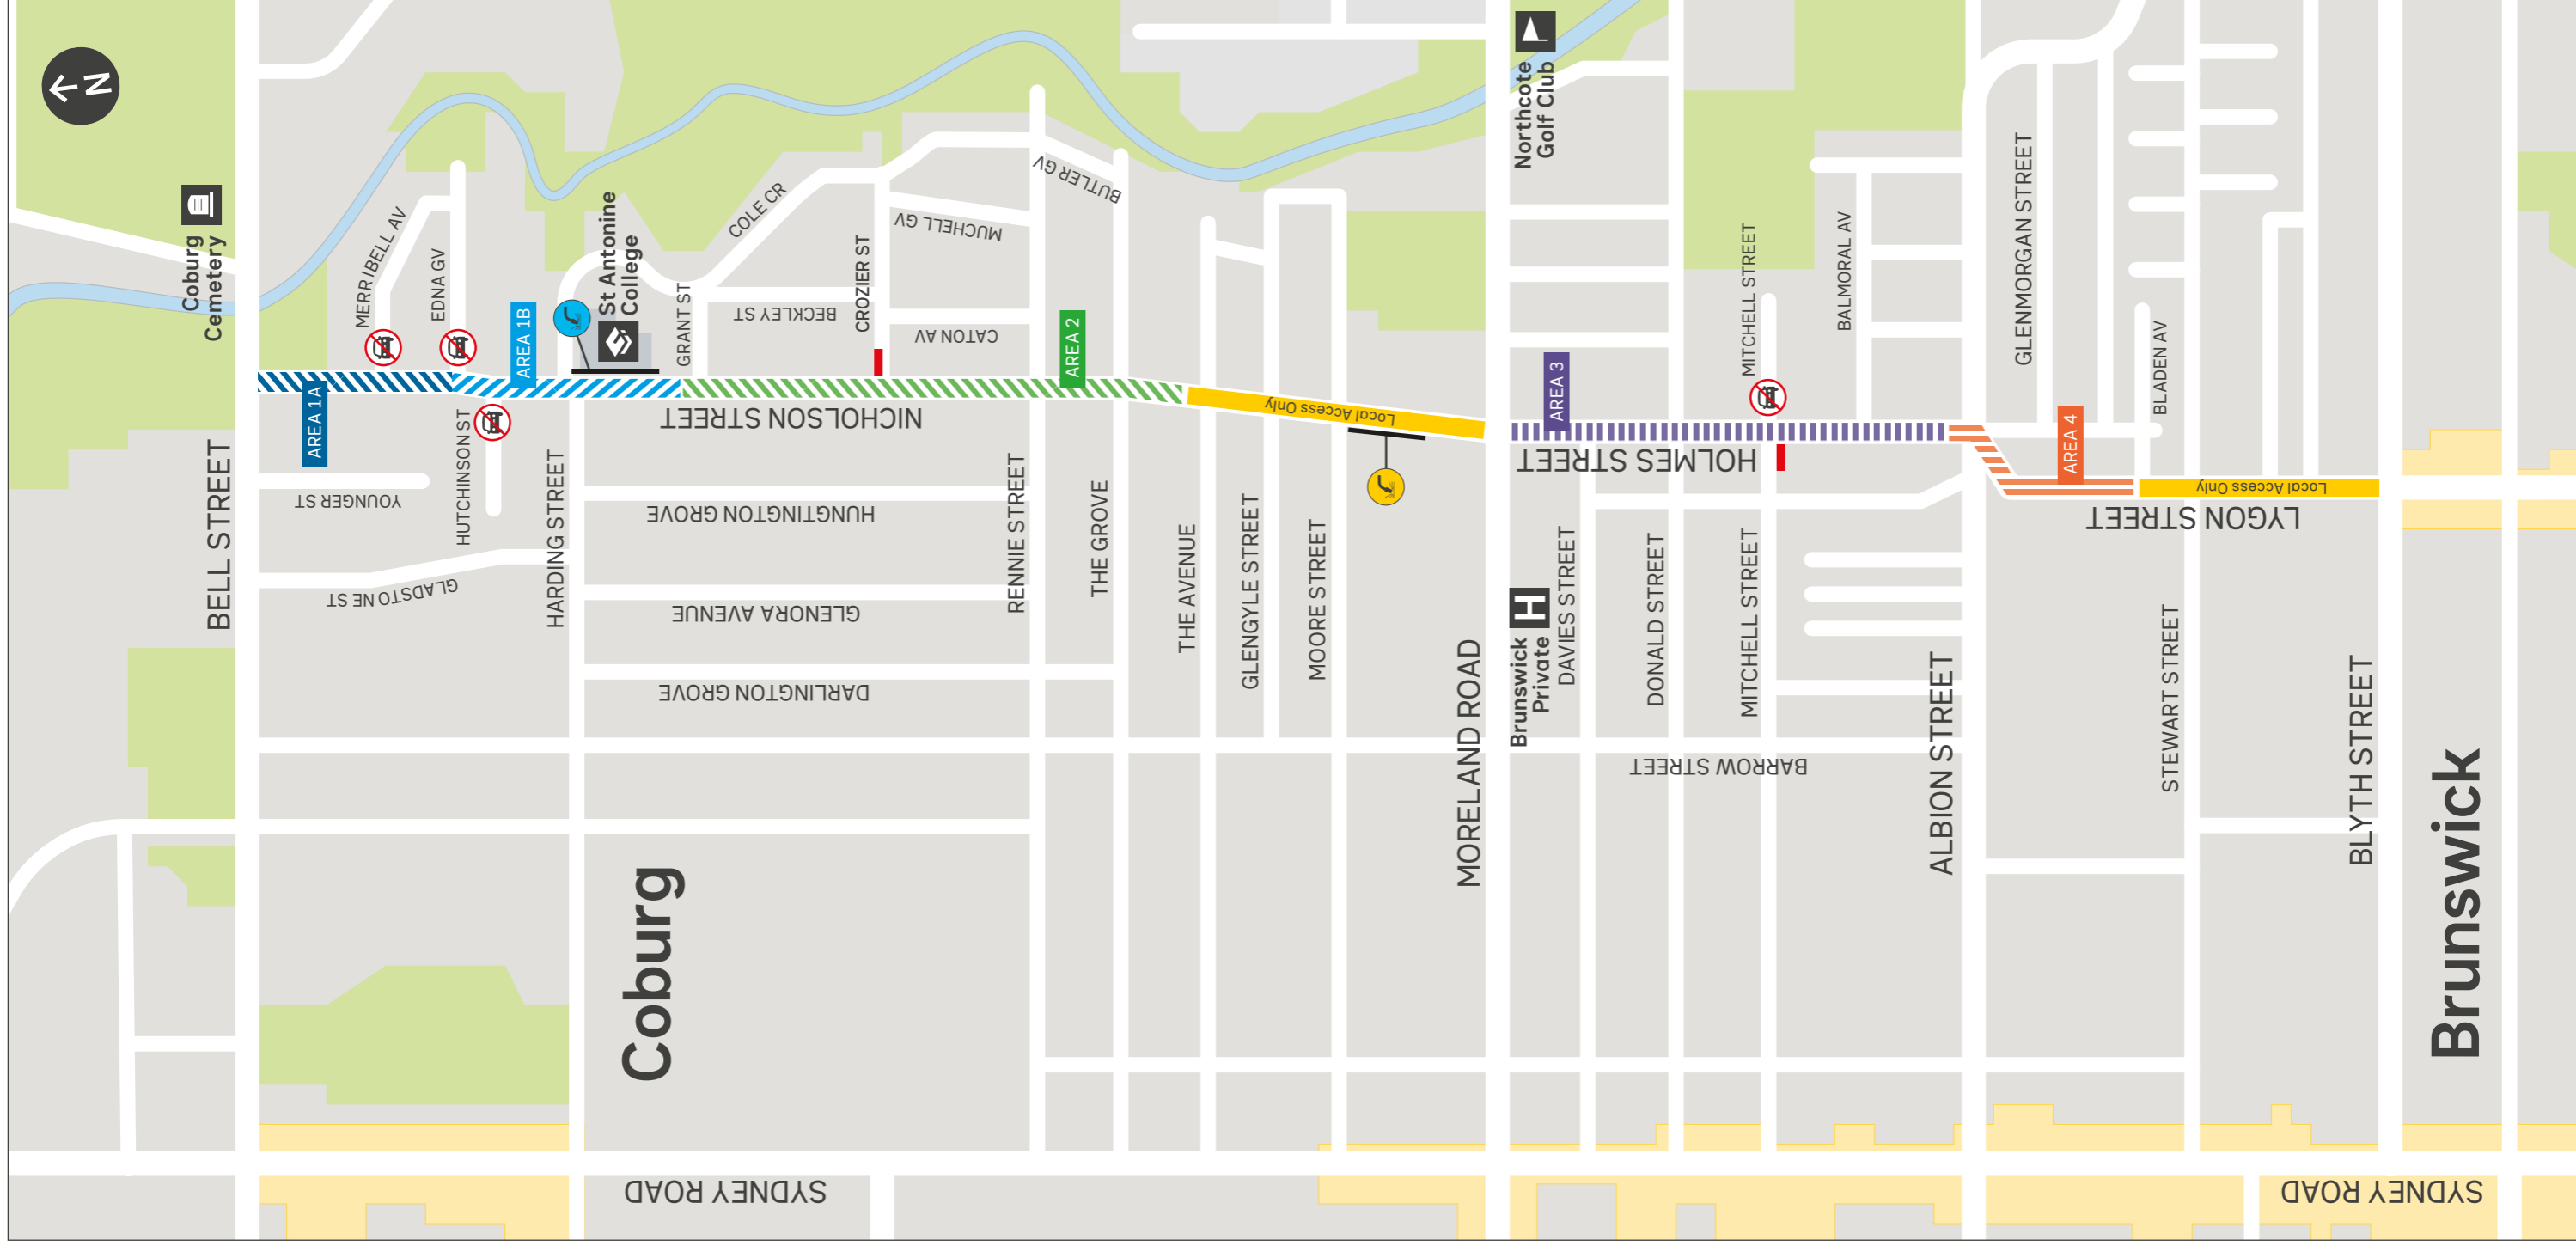 N
Coburg
Cemetery
MERRIBELL AV
EDNA GV
AREA 1A
AREA 1B
St Antonine
College
GRANT ST
COLE CR
BECKLEY ST
CROZIER ST
MUCHELL GV
CATON AV
BUTLER GV
AREA 2
NICHOLSON STREET
Local Access Only
BELL STREET
YOUNGER ST
HUTCHINSON ST
GLADSTONE ST
HARDING STREET
HUNGTINGTON GROVE
GLENORA AVENUE
DARLINGTON GROVE
RENNIE STREET
THE GROVE
THE AVENUE
GLENGYLE STREET
MOORE STREET
Coburg
SYDNEY ROAD
MORELAND ROAD
Northcote
Golf Club
AREA 3
HOLMES STREET
MITCHELL STREET
BALMORAL AV
GLENMORGAN STREET
BLADEN AV
AREA 4
Local Access Only
LYGON STREET
Brunswick
Private
H
DAVIES STREET
DONALD STREET
MITCHELL STREET
BARROW STREET
ALBION STREET
STEWART STREET
BLYTH STREET
Brunswick
SYDNEY ROAD